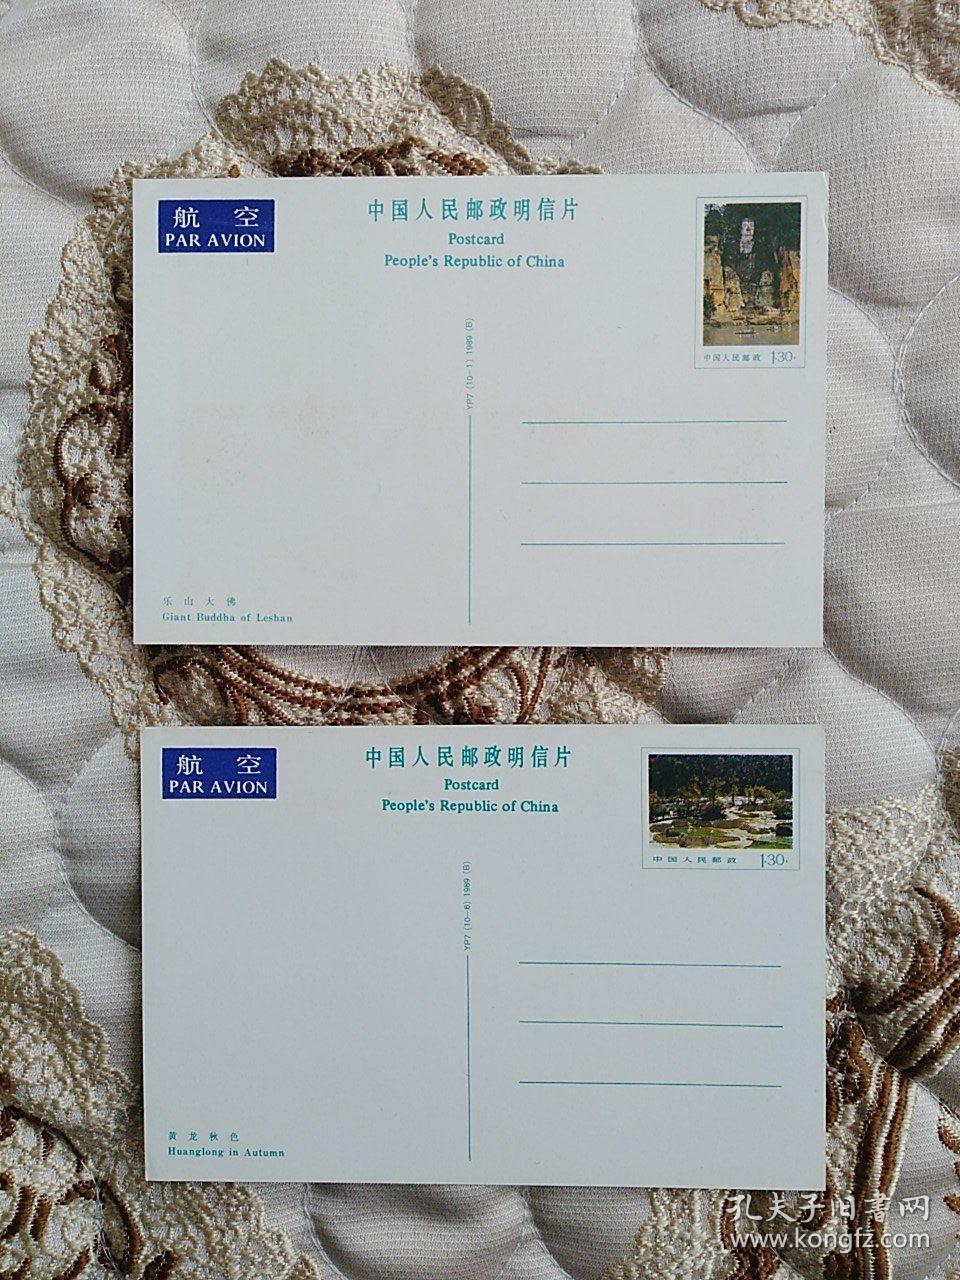 航 空
PAR AVION
中国人民邮政明信片
Postcard
People's Republic of China
中国人民邮政 1·30·
YP7 (10-1) 1989 (B)
乐山大佛
Giant Buddha of Leshan
航 空
PAR AVION
中国人民邮政明信片
Postcard
People's Republic of China
中国人民邮政 1·30·
YP7 (10-6) 1989 (B)
黄龙秋色
Huanglong in Autumn
孔夫子旧書网
www.kongfz.com